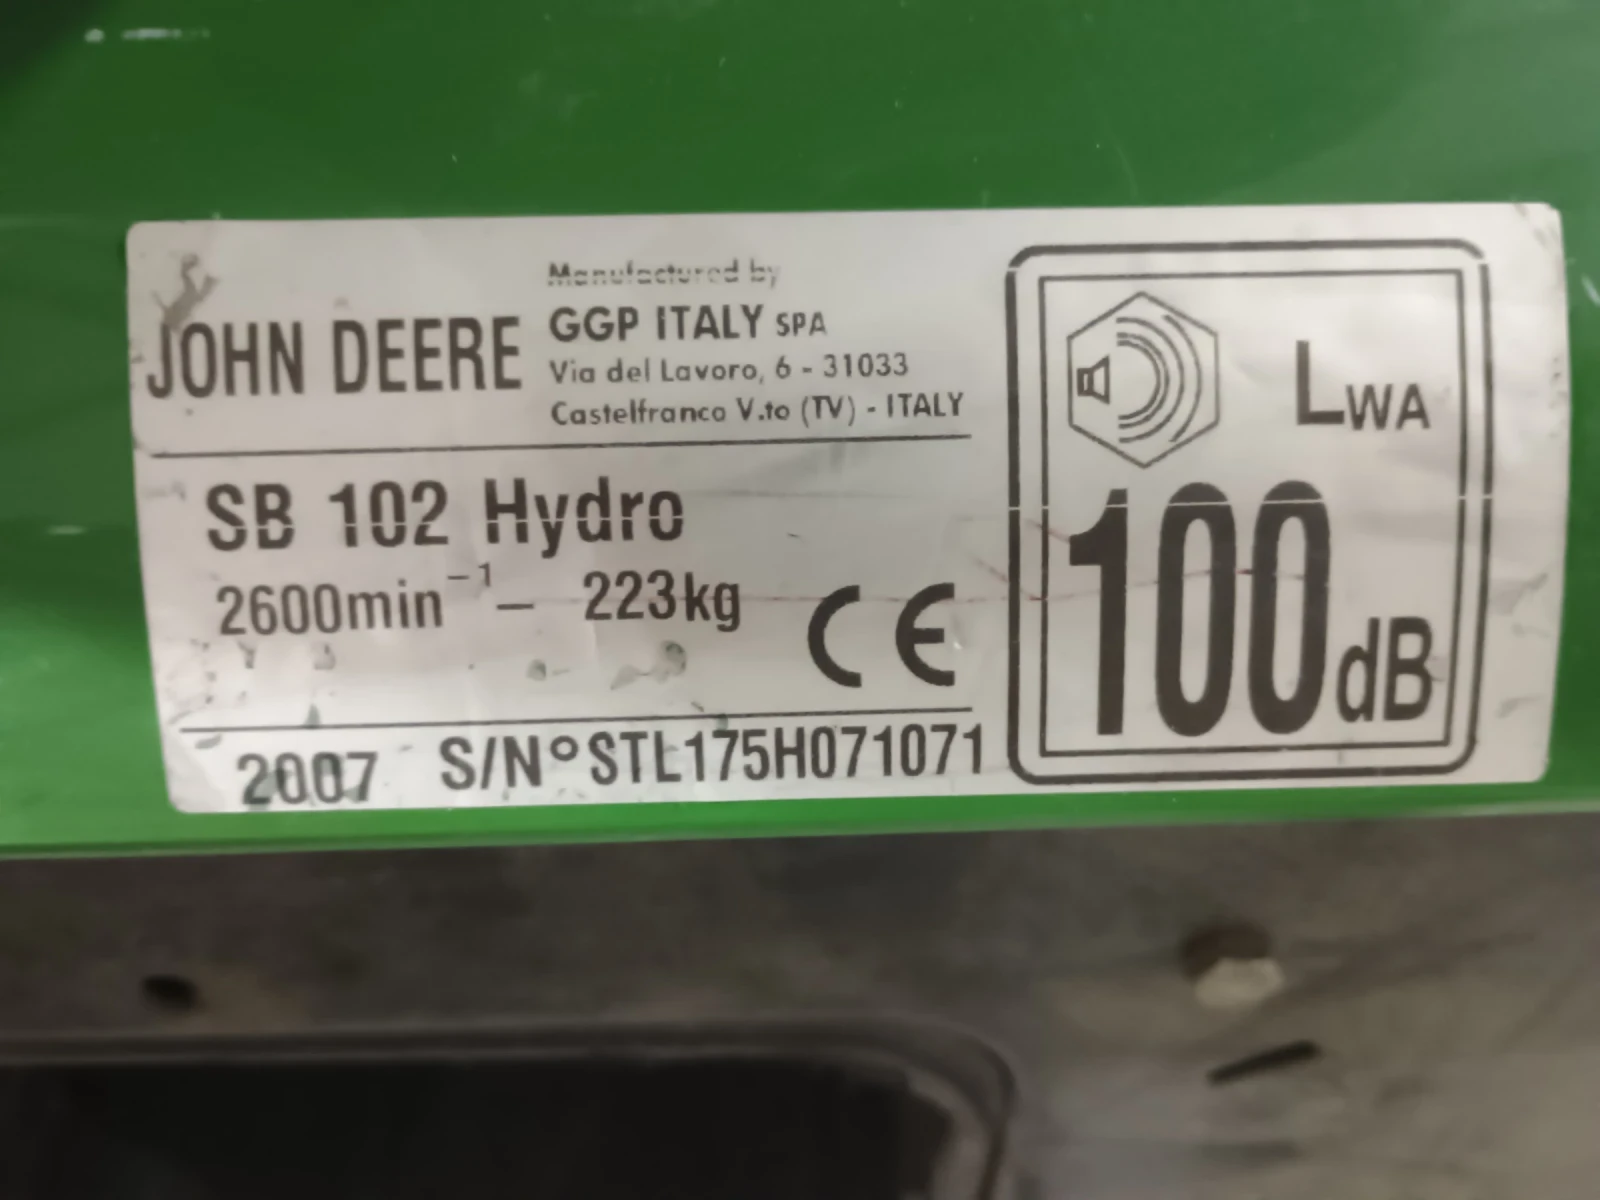 JOHN DEERE
Manufactured by
GGP ITALY SPA
Via del Lavoro, 6 - 31033
Castelfranco V.to (TV) - ITALY
SB 102 Hydro
2600min⁻¹ – 223kg
CE
2007 S/N°STL175H071071
LWA
100dB